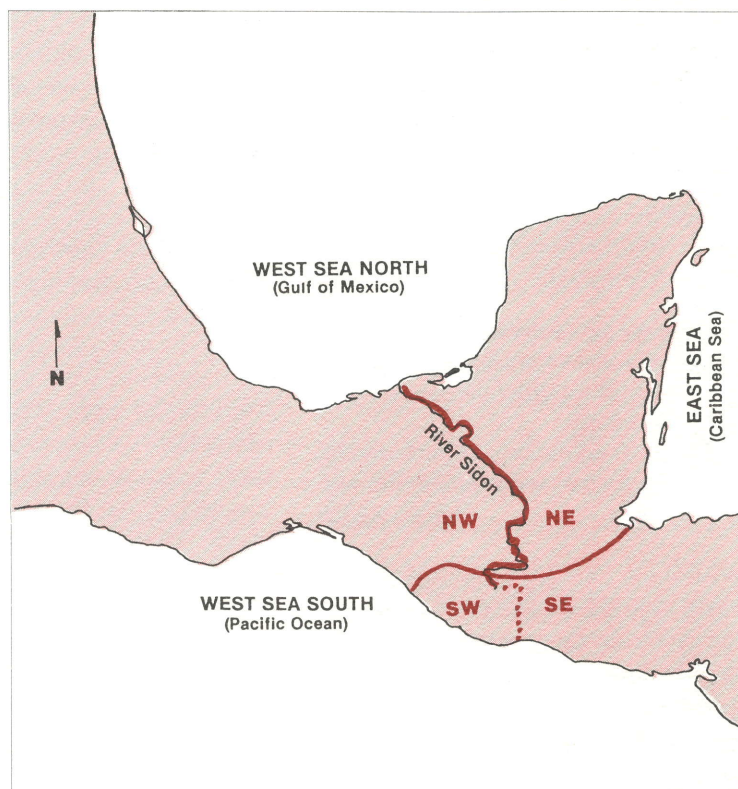 WEST SEA NORTH
(Gulf of Mexico)
EAST SEA
(Caribbean Sea)
N
River Sidon
NW
NE
WEST SEA SOUTH
(Pacific Ocean)
SW
SE